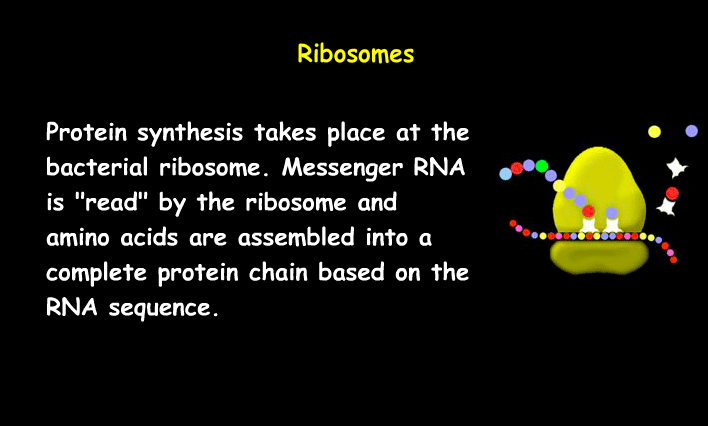 Ribosomes
Protein synthesis takes place at the
bacterial ribosome. Messenger RNA
is "read" by the ribosome and
amino acids are assembled into a
complete protein chain based on the
RNA sequence.